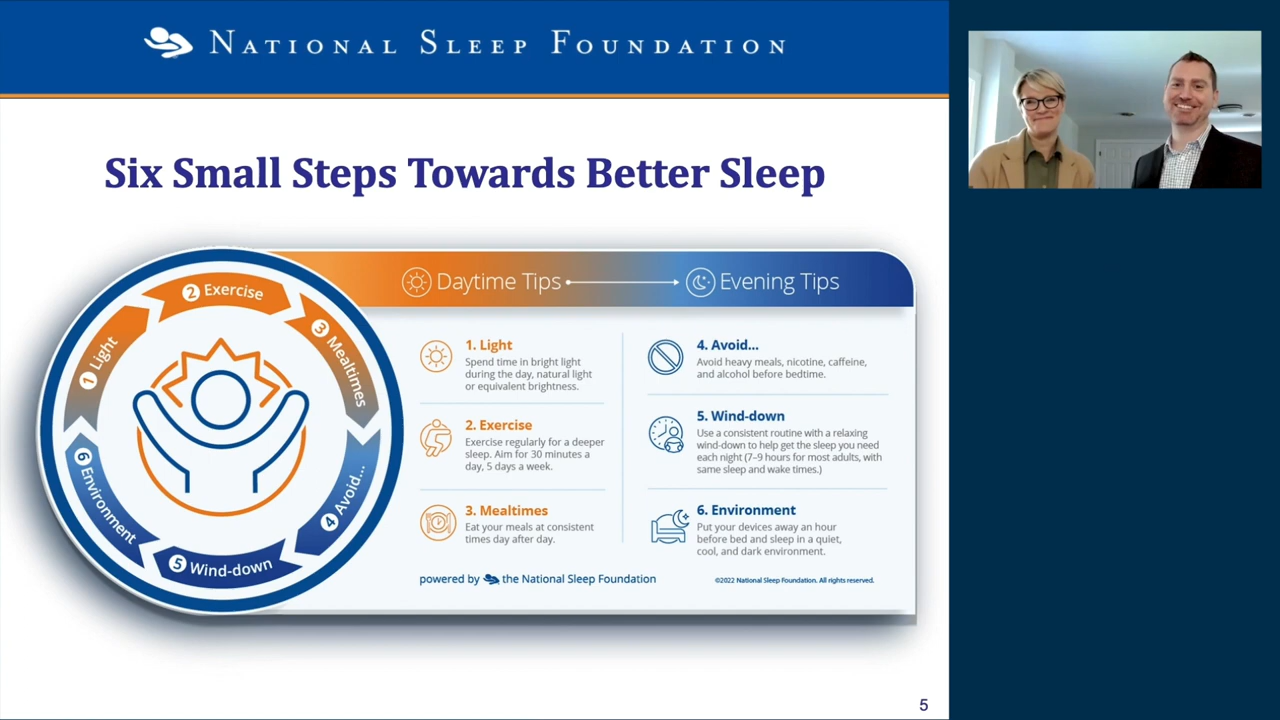 NATIONAL SLEEP FOUNDATION
Six Small Steps Towards Better Sleep
1 Light
2 Exercise
3 Mealtimes
4 Avoid...
5 Wind-down
6 Environment
Daytime Tips
Evening Tips
1. Light
Spend time in bright light
during the day, natural light
or equivalent brightness.
2. Exercise
Exercise regularly for a deeper
sleep. Aim for 30 minutes a
day, 5 days a week.
3. Mealtimes
Eat your meals at consistent
times day after day.
4. Avoid...
Avoid heavy meals, nicotine, caffeine,
and alcohol before bedtime.
5. Wind-down
Use a consistent routine with a relaxing
wind-down to help get the sleep you need
each night (7–9 hours for most adults, with
same sleep and wake times.)
6. Environment
Put your devices away an hour
before bed and sleep in a quiet,
cool, and dark environment.
powered by the National Sleep Foundation
©2022 National Sleep Foundation. All rights reserved.
5